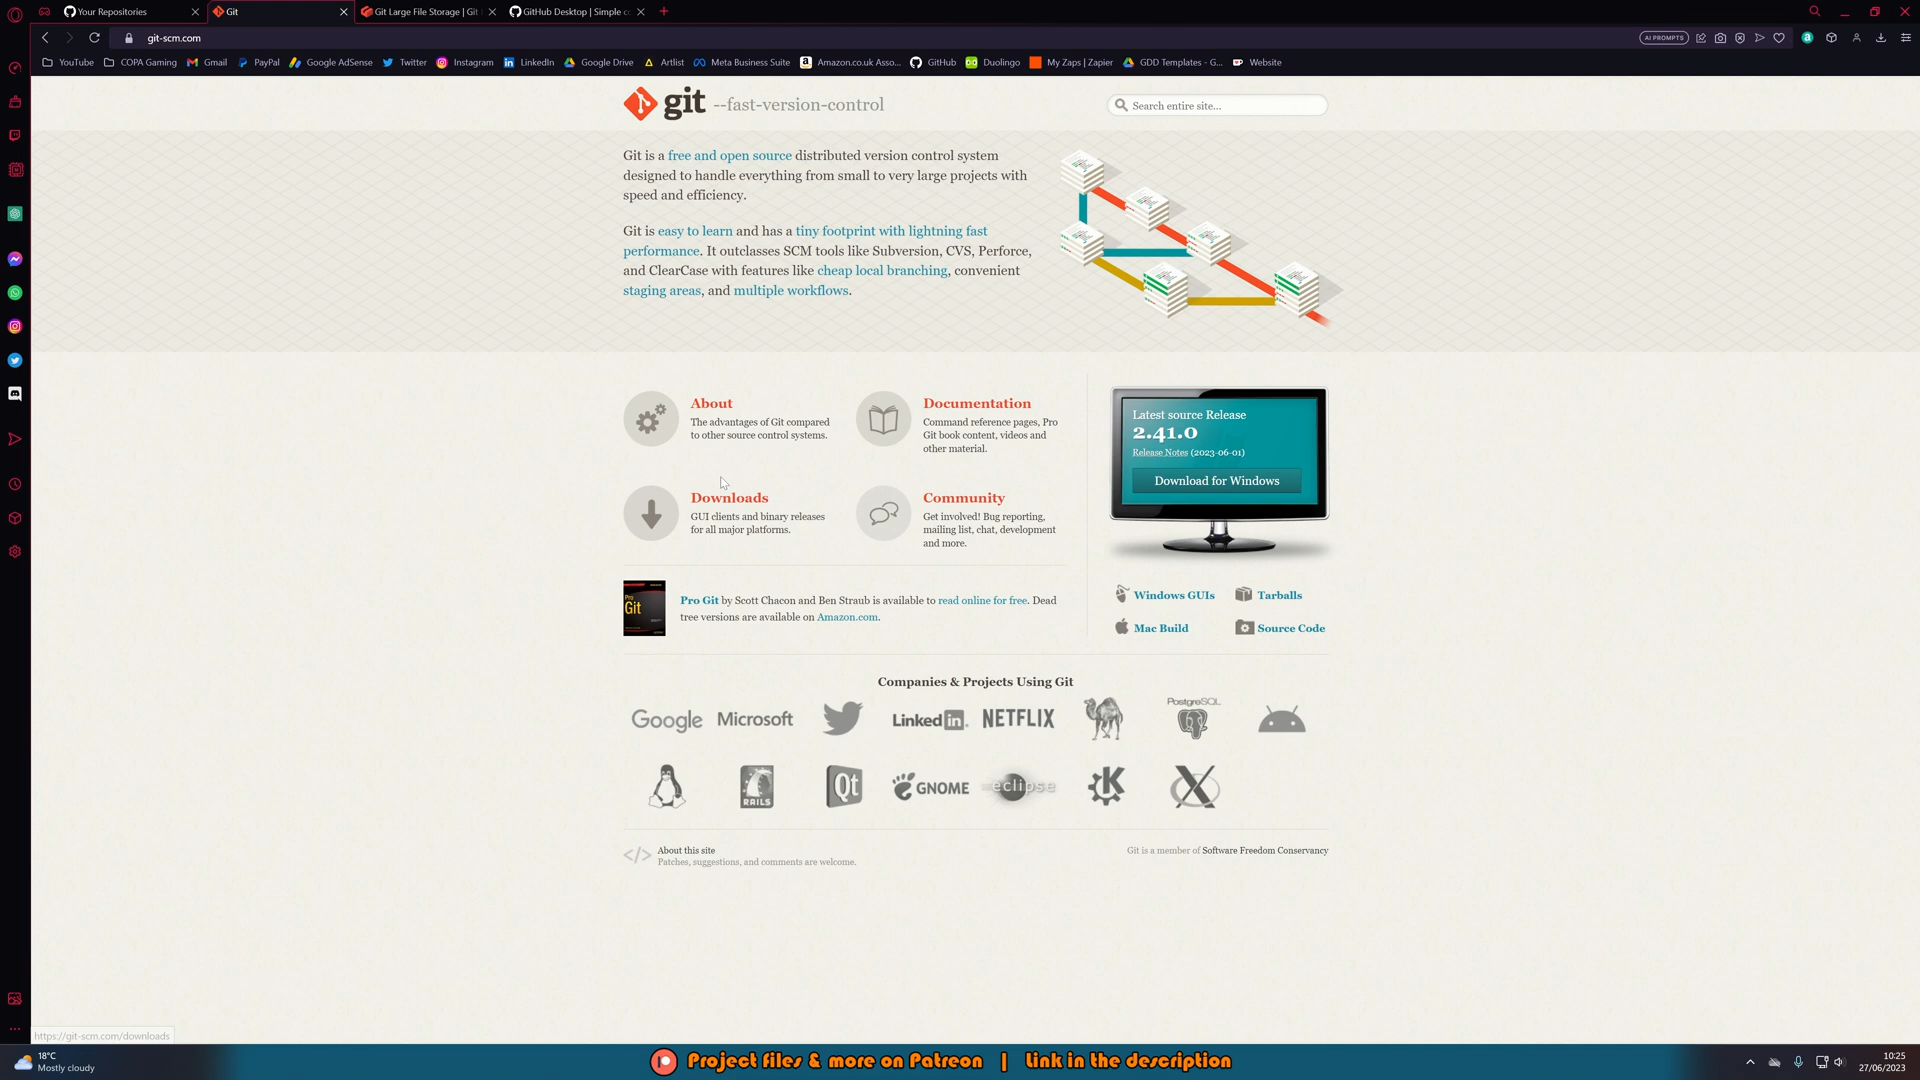 Your Repositories
Git
Git Large File Storage | Git
GitHub Desktop | Simple co
git-scm.com
AI PROMPTS
YouTube
COPA Gaming
Gmail
PayPal
Google AdSense
Twitter
Instagram
LinkedIn
Google Drive
Artlist
Meta Business Suite
Amazon.co.uk Asso...
GitHub
Duolingo
My Zaps | Zapier
GDD Templates - G...
Website
git --fast-version-control
Search entire site...
Git is a free and open source distributed version control system
designed to handle everything from small to very large projects with
speed and efficiency.
Git is easy to learn and has a tiny footprint with lightning fast
performance. It outclasses SCM tools like Subversion, CVS, Perforce,
and ClearCase with features like cheap local branching, convenient
staging areas, and multiple workflows.
About
The advantages of Git compared
to other source control systems.
Documentation
Command reference pages, Pro
Git book content, videos and
other material.
Downloads
GUI clients and binary releases
for all major platforms.
Community
Get involved! Bug reporting,
mailing list, chat, development
and more.
Latest source Release
2.41.0
Release Notes (2023-06-01)
Download for Windows
Windows GUIs
Tarballs
Mac Build
Source Code
Pro
Git
Pro Git by Scott Chacon and Ben Straub is available to read online for free. Dead
tree versions are available on Amazon.com.
Companies & Projects Using Git
Google
Microsoft
LinkedIn
NETFLIX
PostgreSQL
RAILS
Qt
GNOME
eclipse
K
X
About this site
Patches, suggestions, and comments are welcome.
Git is a member of Software Freedom Conservancy
https://git-scm.com/downloads
18°C
Mostly cloudy
Project files & more on Patreon | Link in the description
10:25
27/06/2023